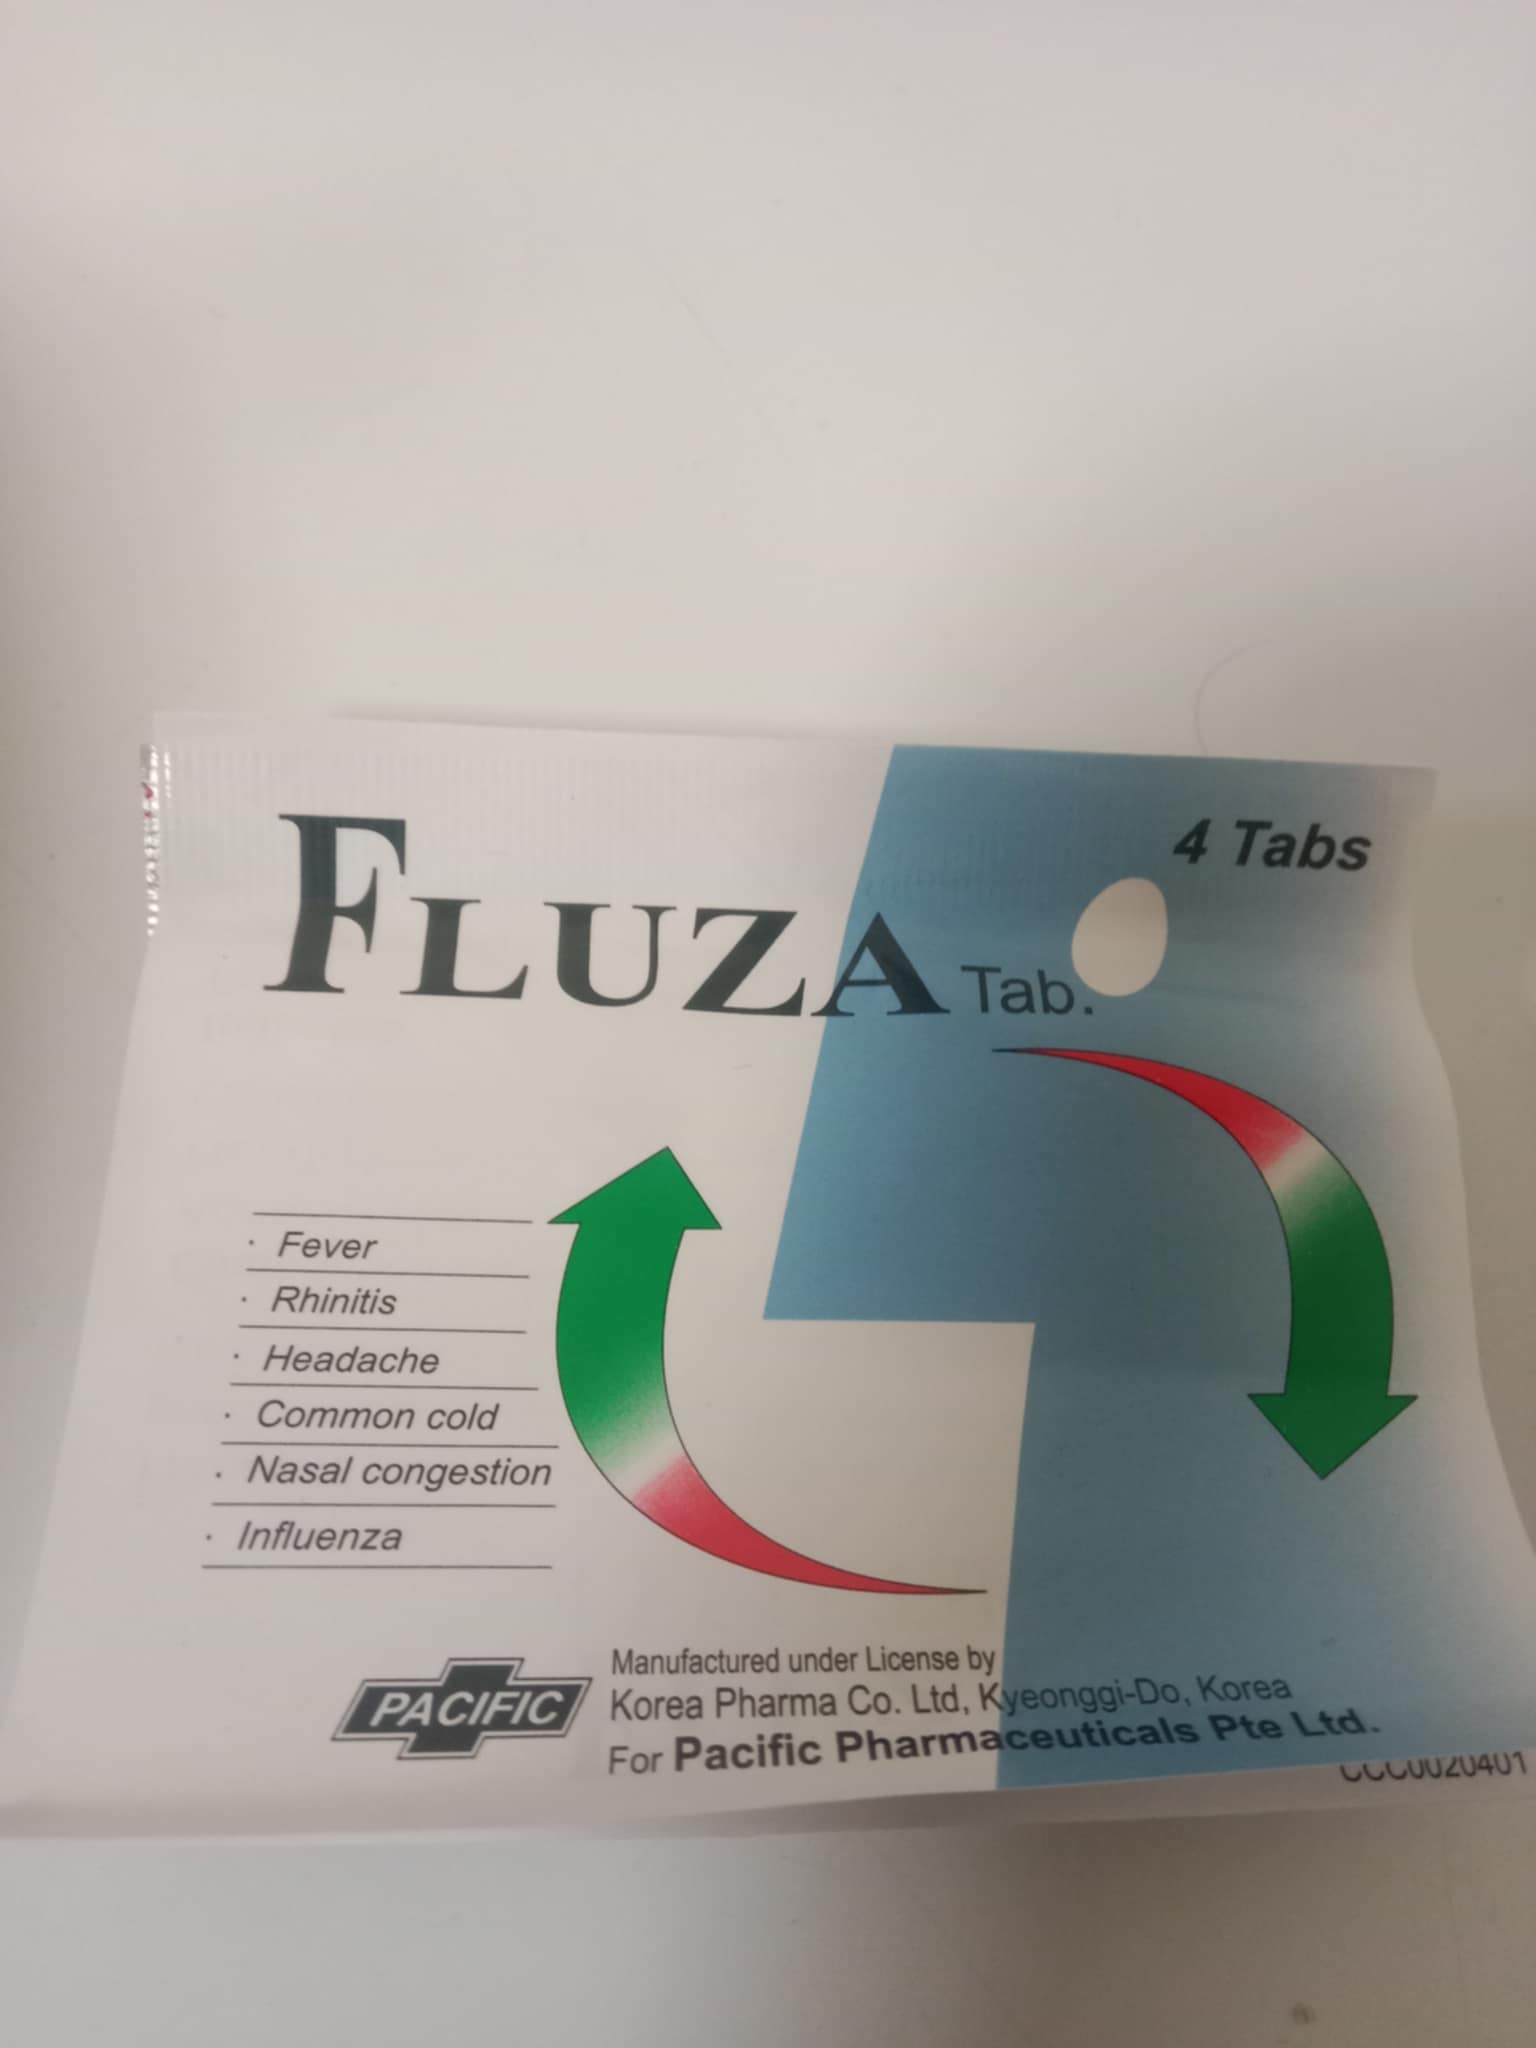 4 Tabs
FLUZA Tab.
· Fever
· Rhinitis
· Headache
· Common cold
· Nasal congestion
· Influenza
PACIFIC
Manufactured under License by
Korea Pharma Co. Ltd, Kyeonggi-Do, Korea
For Pacific Pharmaceuticals Pte Ltd.
CCC0020401